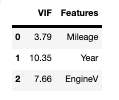 VIF Features
0 3.79 Mileage
1 10.35 Year
2 7.66 EngineV